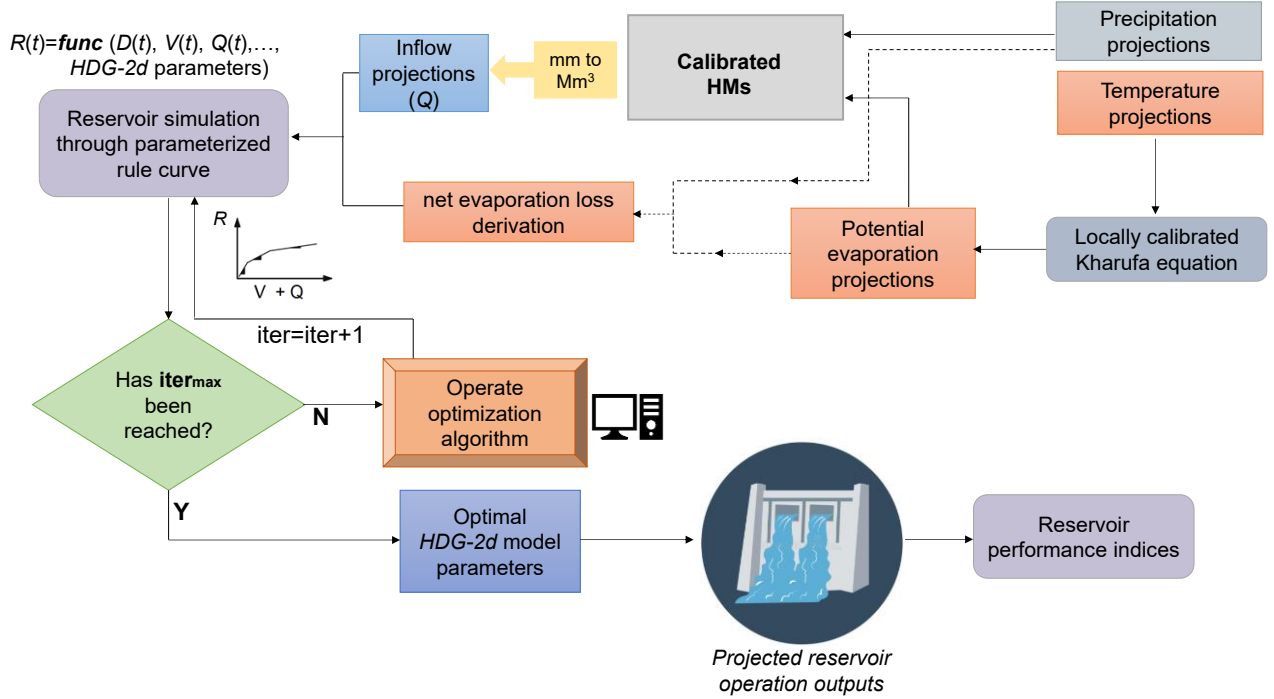 R(t)=func (D(t), V(t), Q(t),…,
HDG-2d parameters)
Reservoir simulation
through parameterized
rule curve
Inflow
projections
(Q)
mm to
Mm³
Calibrated
HMs
Precipitation
projections
Temperature
projections
net evaporation loss
derivation
Potential
evaporation
projections
Locally calibrated
Kharufa equation
R
V + Q
iter=iter+1
Has itermax
been
reached?
N
Operate
optimization
algorithm
Y
Optimal
HDG-2d model
parameters
Reservoir
performance indices
Projected reservoir
operation outputs